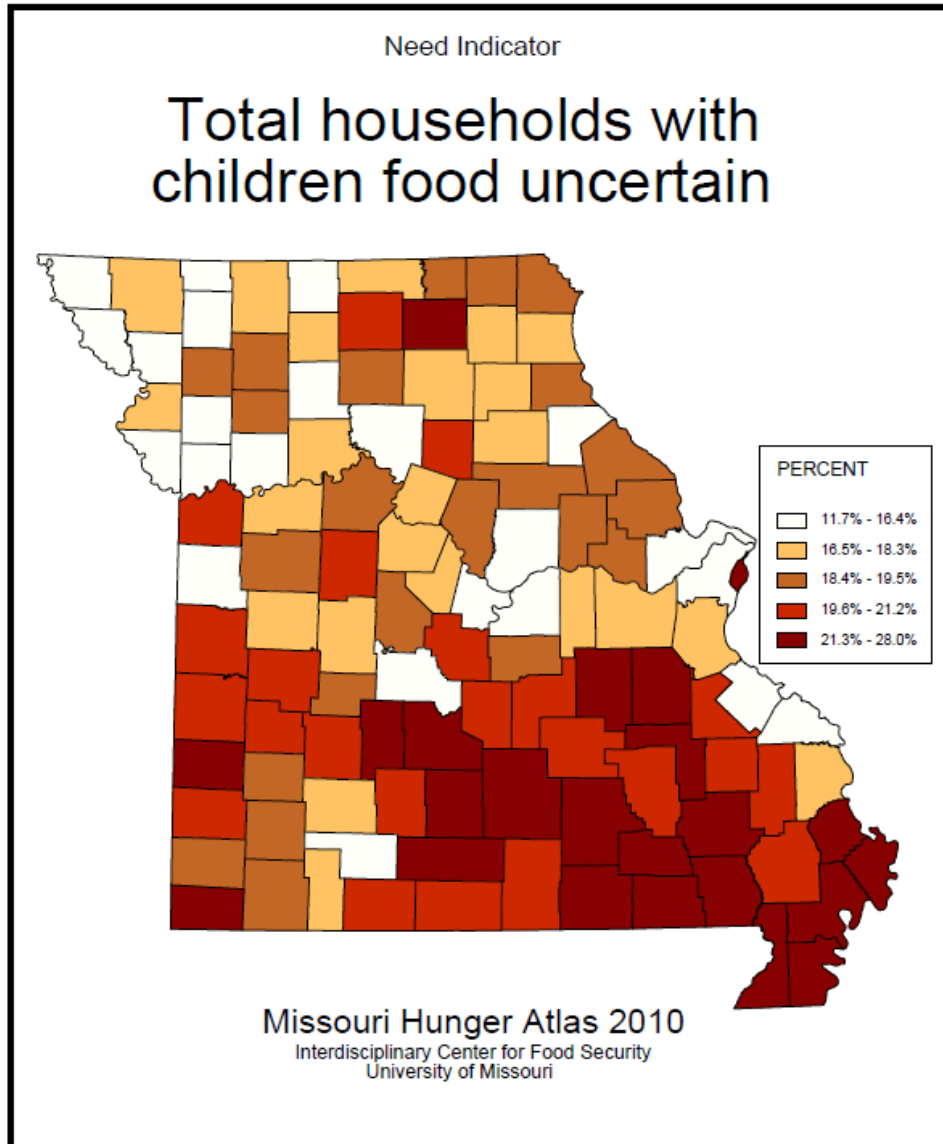 Need Indicator
Total households with
children food uncertain
PERCENT
11.7% - 16.4%
16.5% - 18.3%
18.4% - 19.5%
19.6% - 21.2%
21.3% - 28.0%
Missouri Hunger Atlas 2010
Interdisciplinary Center for Food Security
University of Missouri